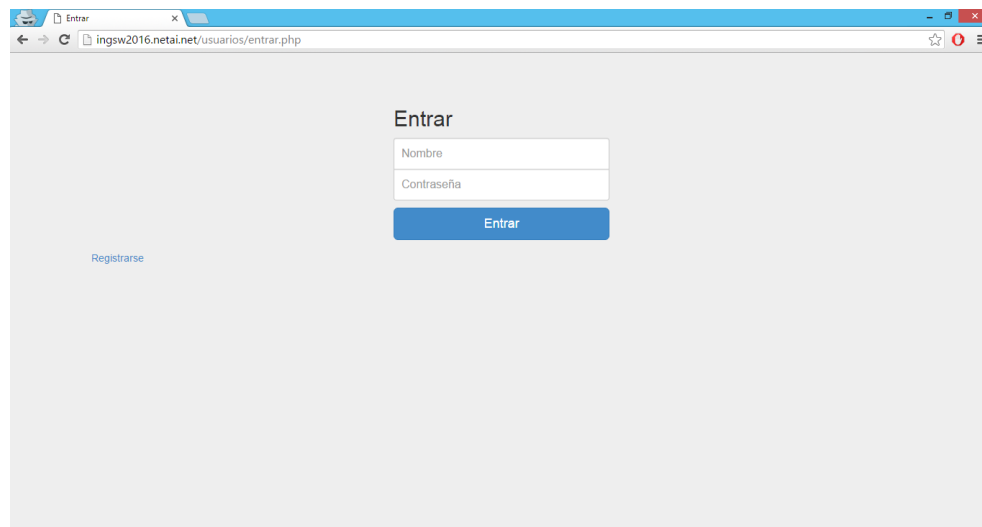 Entrar
ingsw2016.netai.net/usuarios/entrar.php
Entrar
Nombre
Contraseña
Entrar
Registrarse